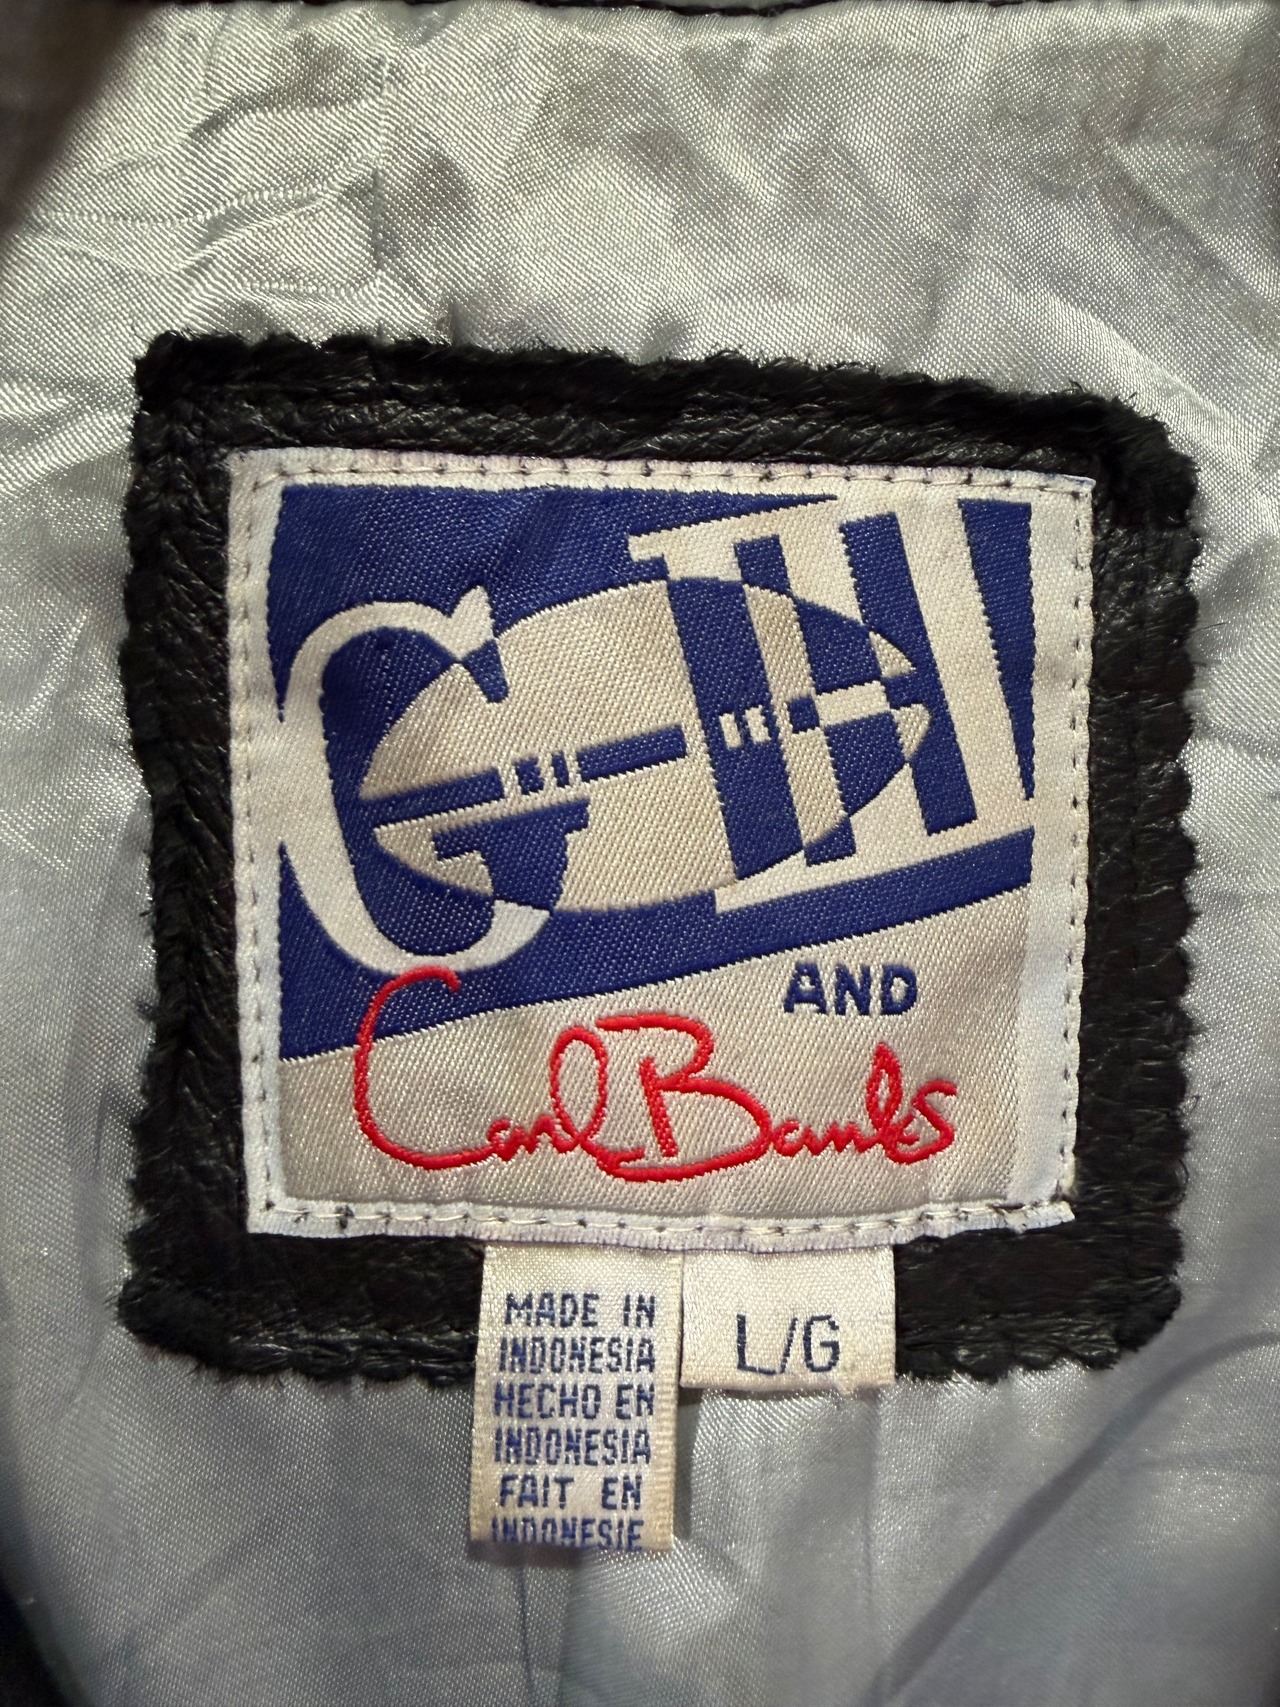 G III
AND
Carl Banks
MADE IN
INDONESIA
HECHO EN
INDONESIA
FAIT EN
INDONESIE
L/G